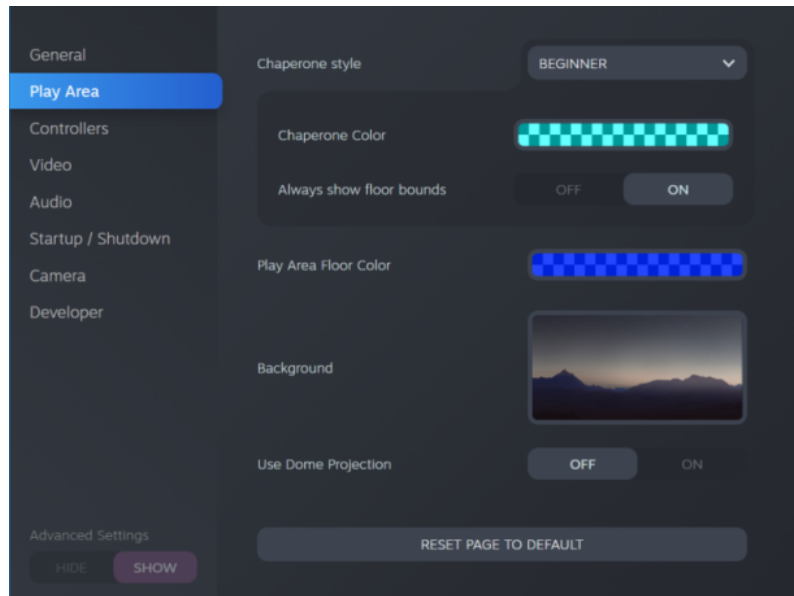 General
Play Area
Controllers
Video
Audio
Startup / Shutdown
Camera
Developer
Advanced Settings
HIDE SHOW
Chaperone style BEGINNER
Chaperone Color
Always show floor bounds OFF ON
Play Area Floor Color
Background
Use Dome Projection OFF ON
RESET PAGE TO DEFAULT